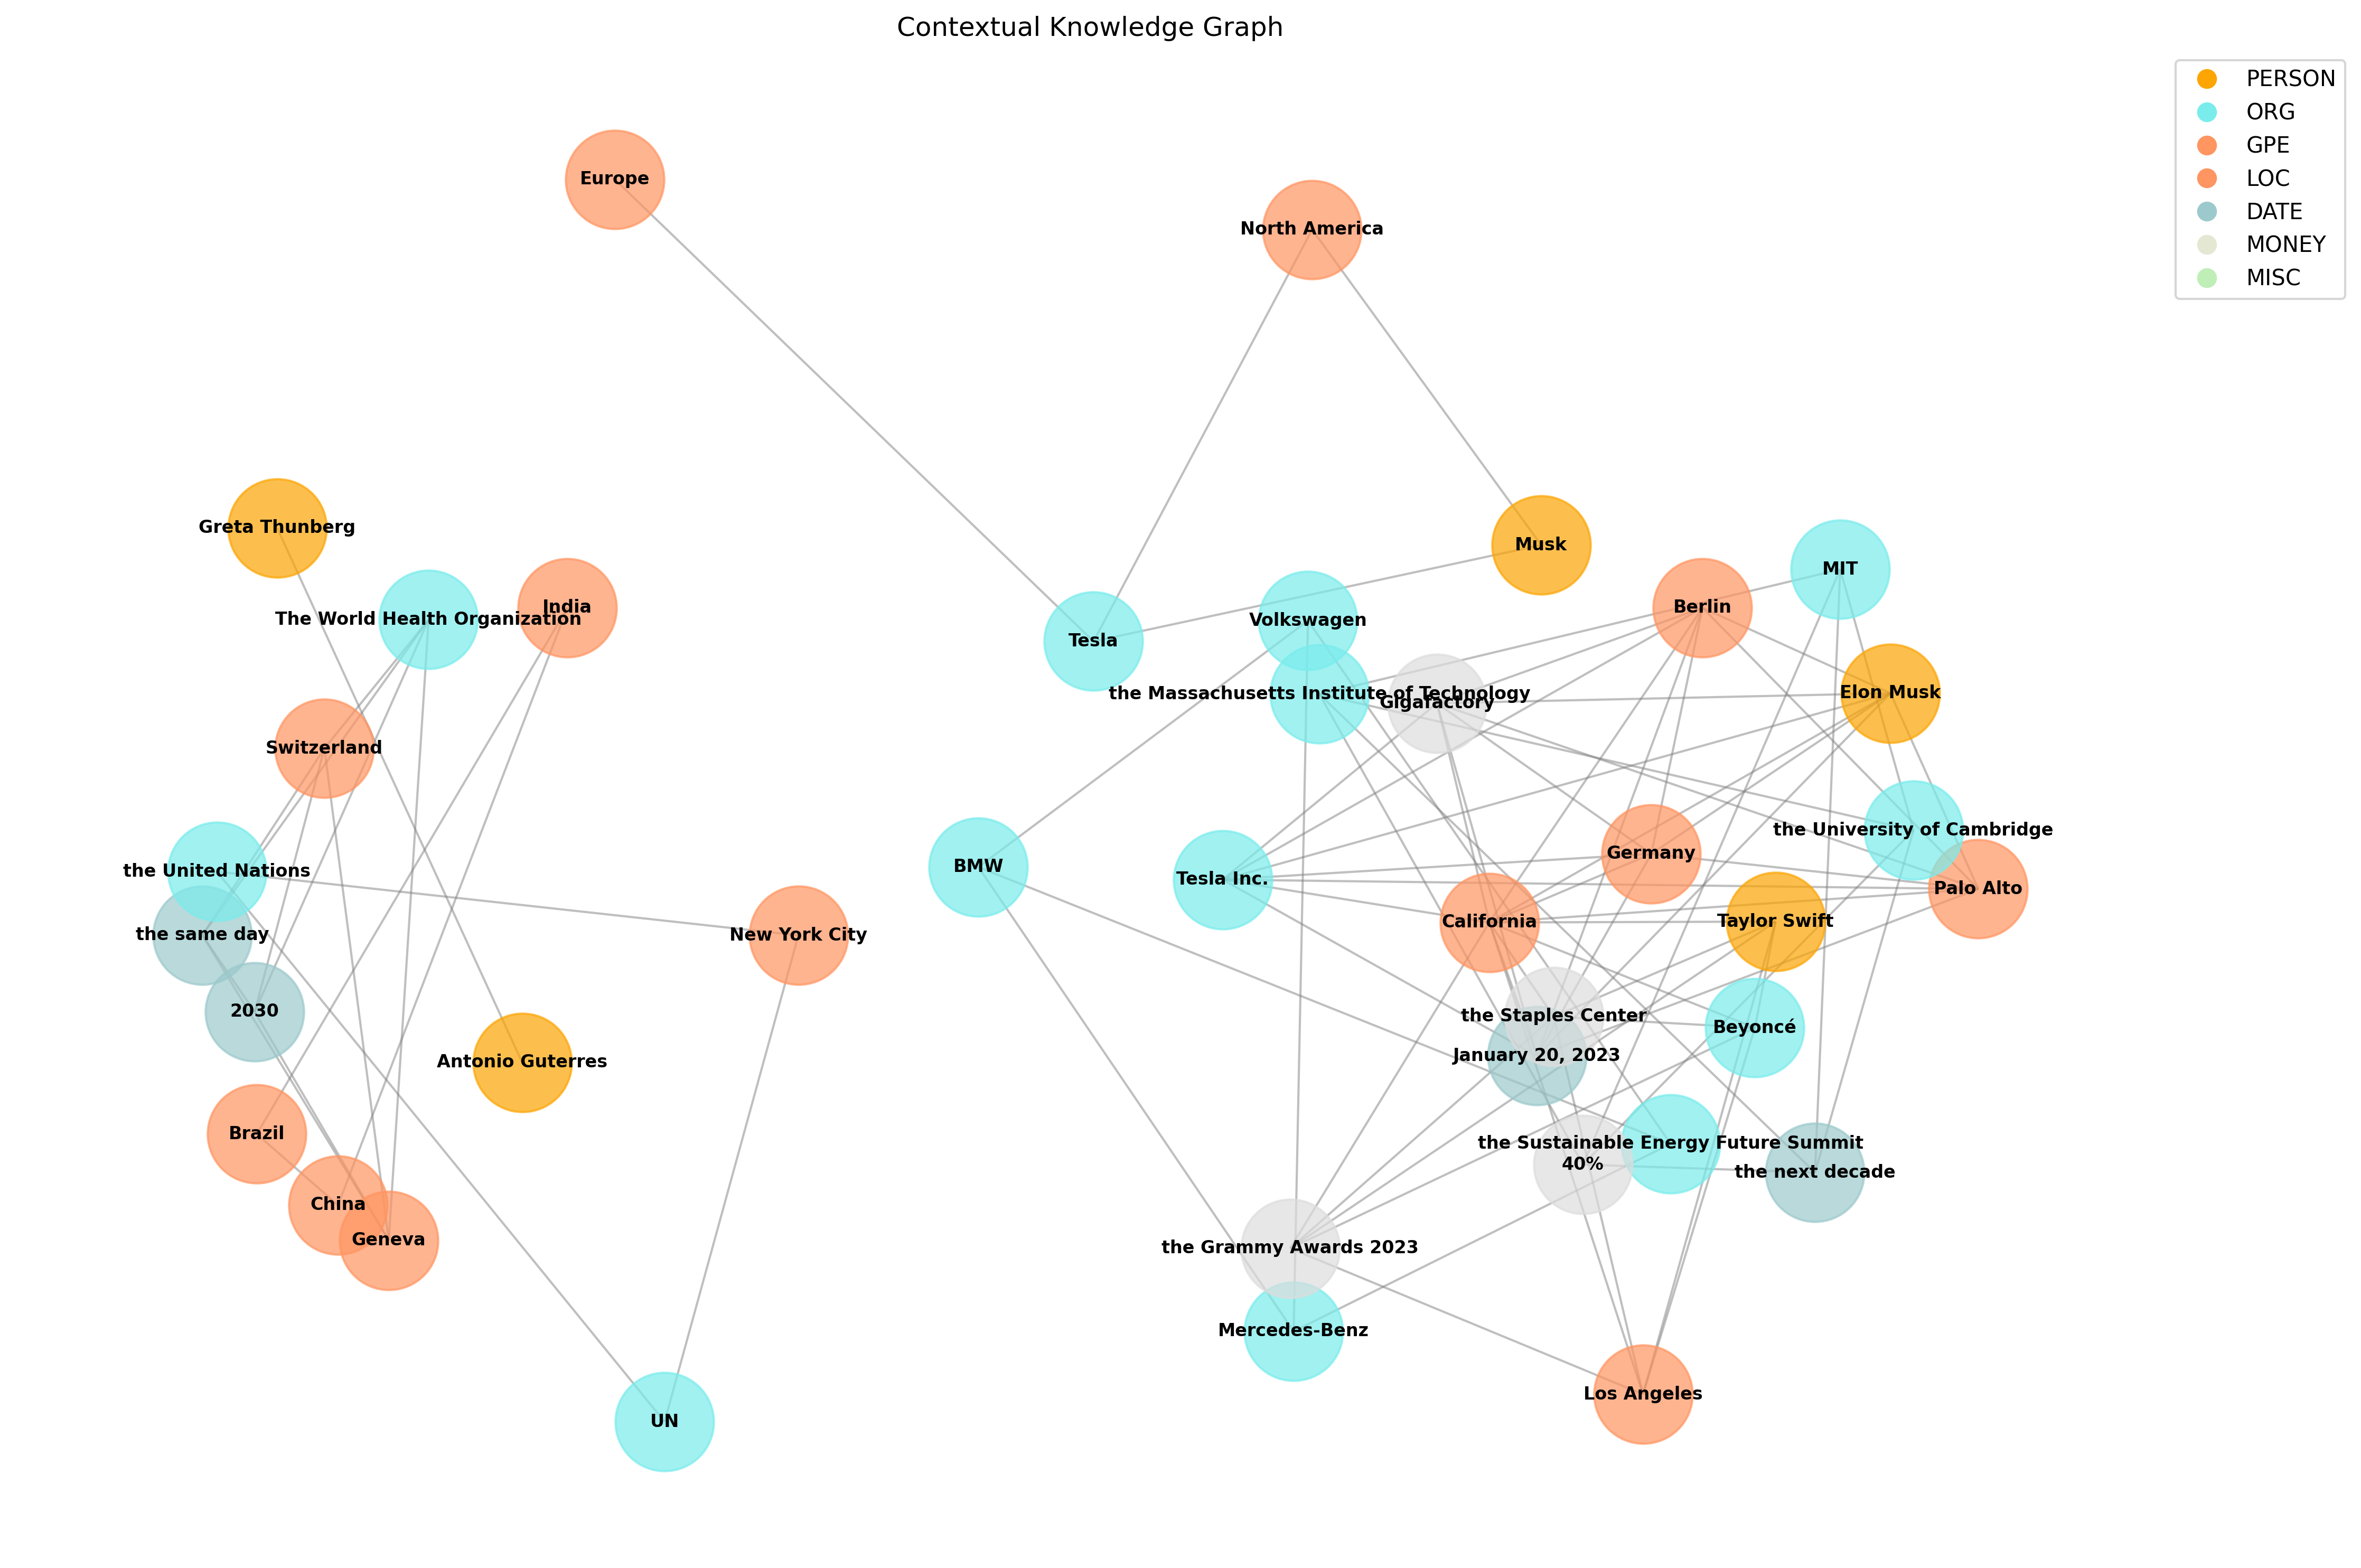 Contextual Knowledge Graph
PERSON
ORG
GPE
LOC
DATE
MONEY
MISC
Europe
North America
Greta Thunberg
Musk
MIT
India
Berlin
The World Health Organization
Volkswagen
Tesla
Elon Musk
the Massachusetts Institute of Technology
Gigafactory
Switzerland
the University of Cambridge
Germany
BMW
the United Nations
Tesla Inc.
Palo Alto
California
Taylor Swift
the same day
New York City
2030
the Staples Center
Beyoncé
January 20, 2023
Antonio Guterres
Brazil
the Sustainable Energy Future Summit
40%
the next decade
China
Geneva
the Grammy Awards 2023
Mercedes-Benz
Los Angeles
UN